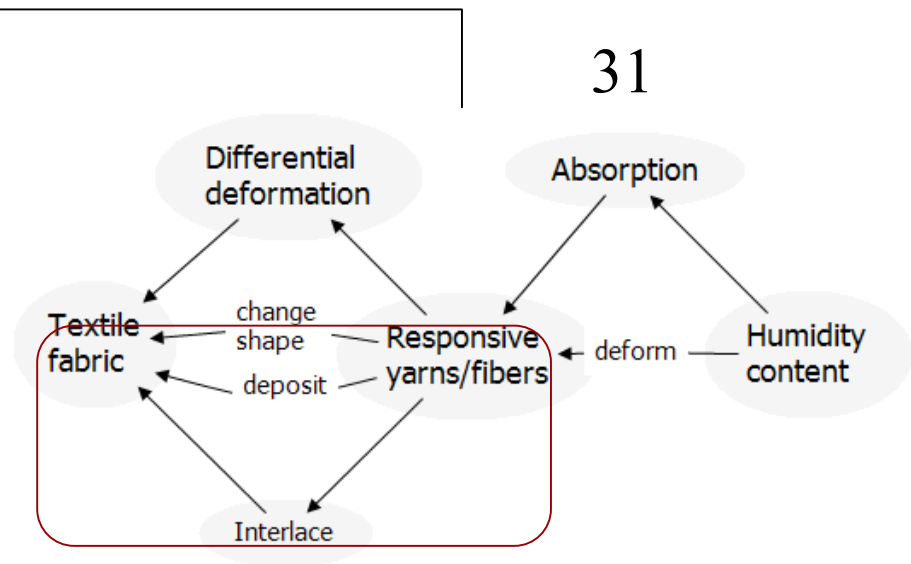 31
Differential
deformation
Absorption
Textile
fabric
change
shape
deposit
Responsive
yarns/fibers
deform
Humidity
content
Interlace